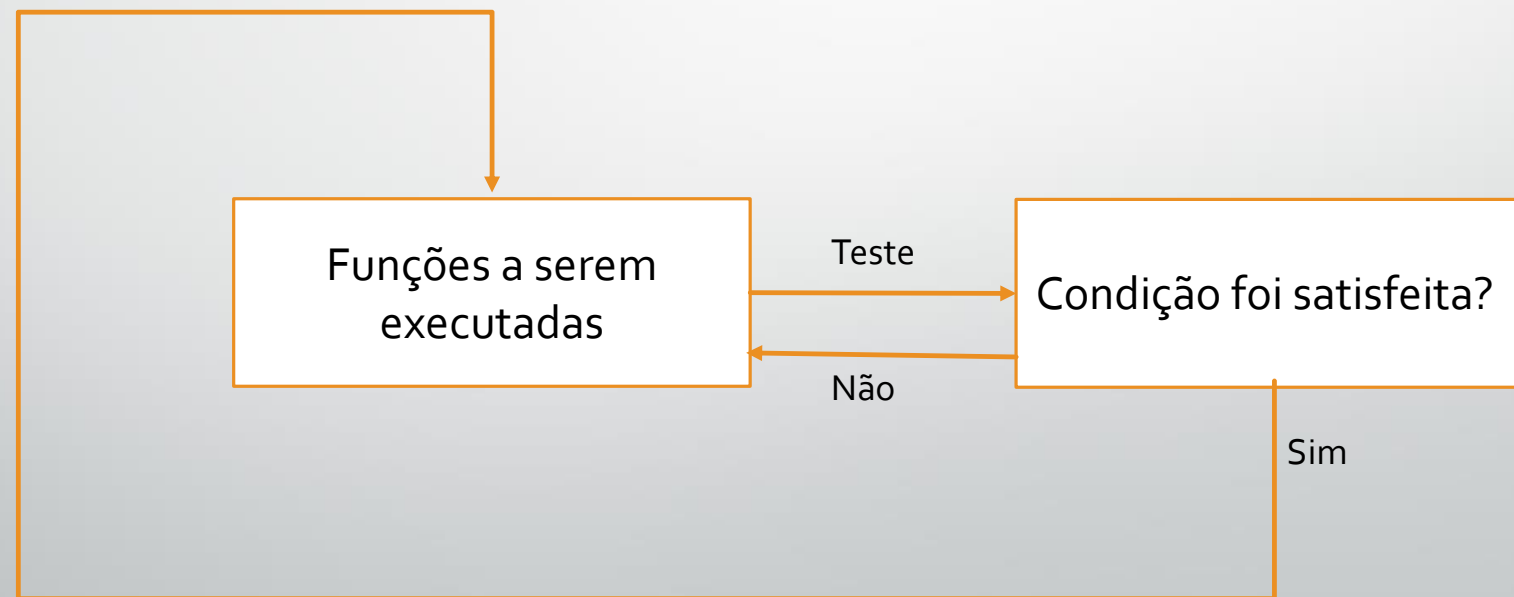 Funções a serem
executadas
Teste
Não
Condição foi satisfeita?
Sim